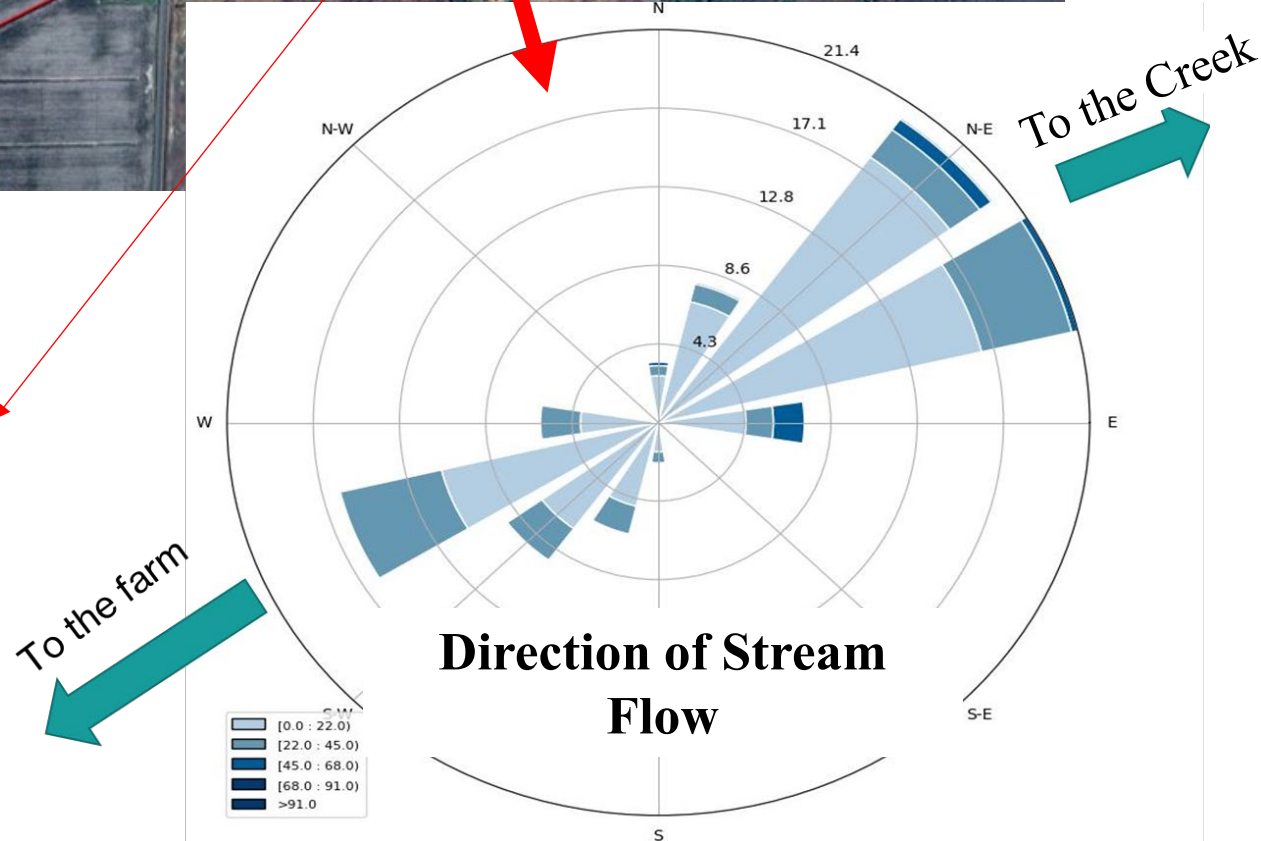 N
21.4
To the Creek
17.1
N-W
N-E
12.8
8.6
4.3
W
E
To the farm
Direction of Stream
Flow
S-W
S-E
[0.0 : 22.0)
[22.0 : 45.0)
[45.0 : 68.0)
[68.0 : 91.0)
>91.0
S